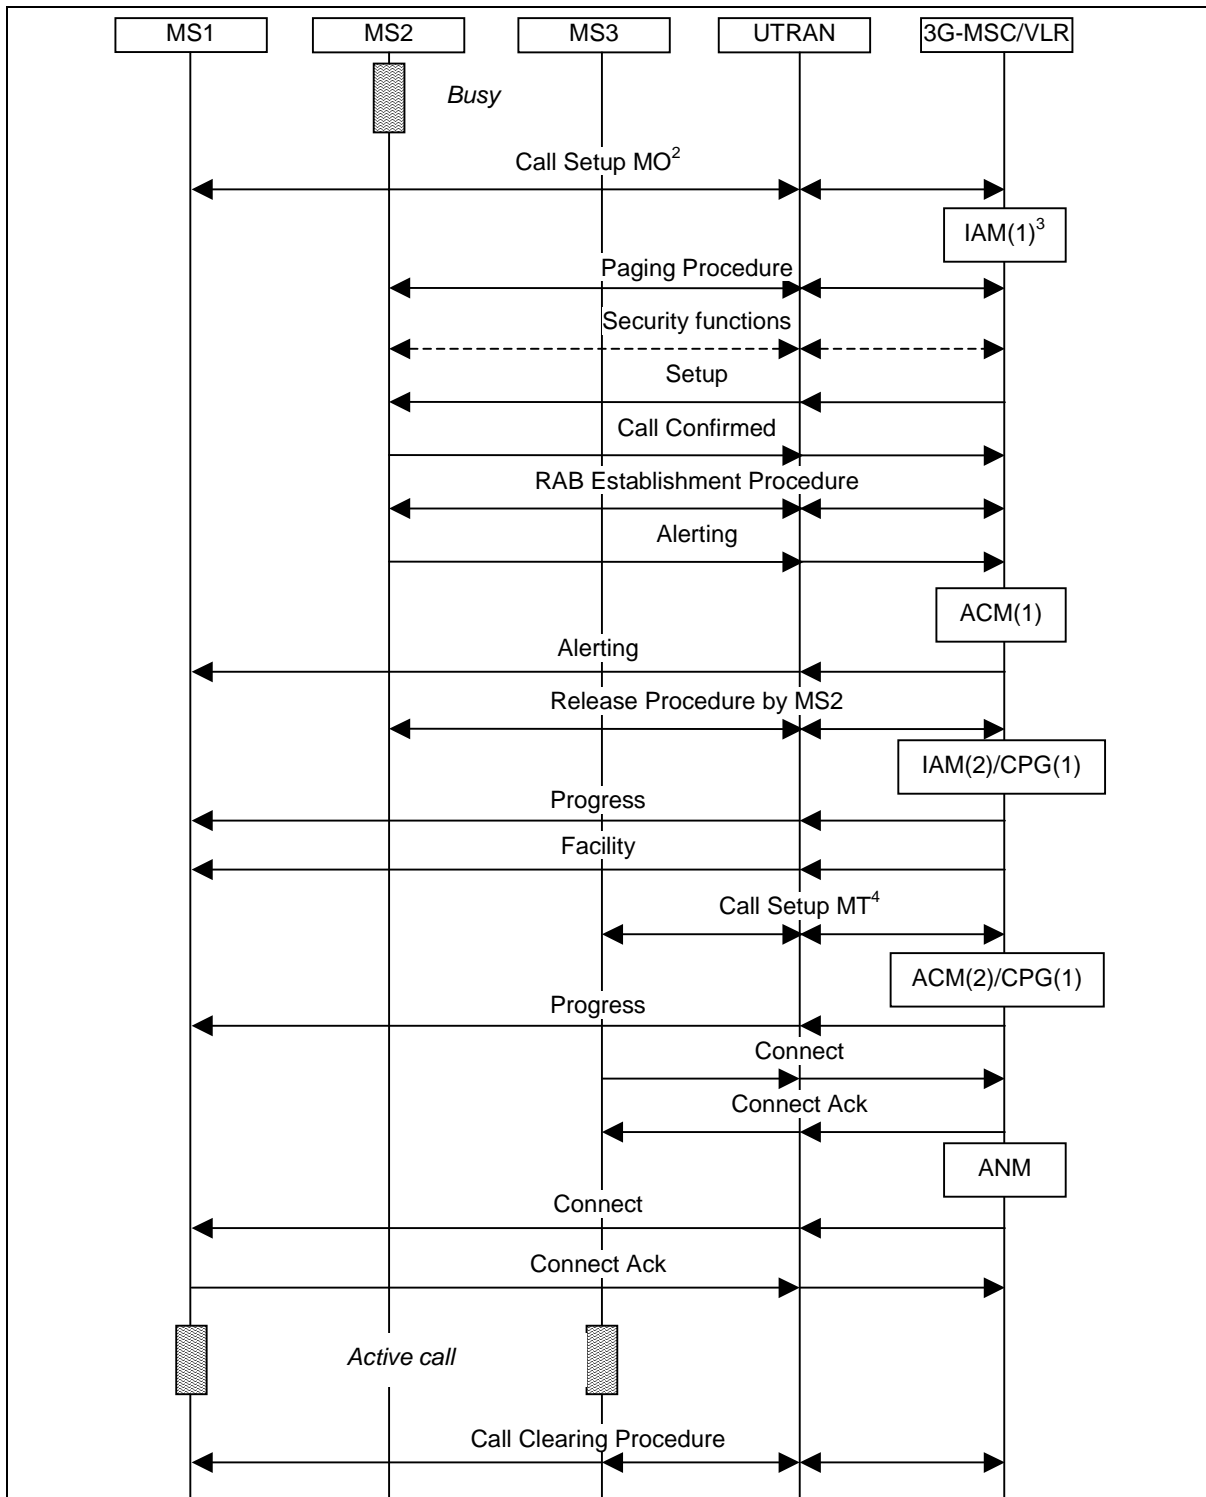 MS1 MS2 MS3 UTRAN 3G-MSC/VLR
Busy
Call Setup MO²
IAM(1)³
Paging Procedure
Security functions
Setup
Call Confirmed
RAB Establishment Procedure
Alerting
ACM(1)
Alerting
Release Procedure by MS2
IAM(2)/CPG(1)
Progress
Facility
Call Setup MT⁴
ACM(2)/CPG(1)
Progress
Connect
Connect Ack
ANM
Connect
Connect Ack
Active call
Call Clearing Procedure